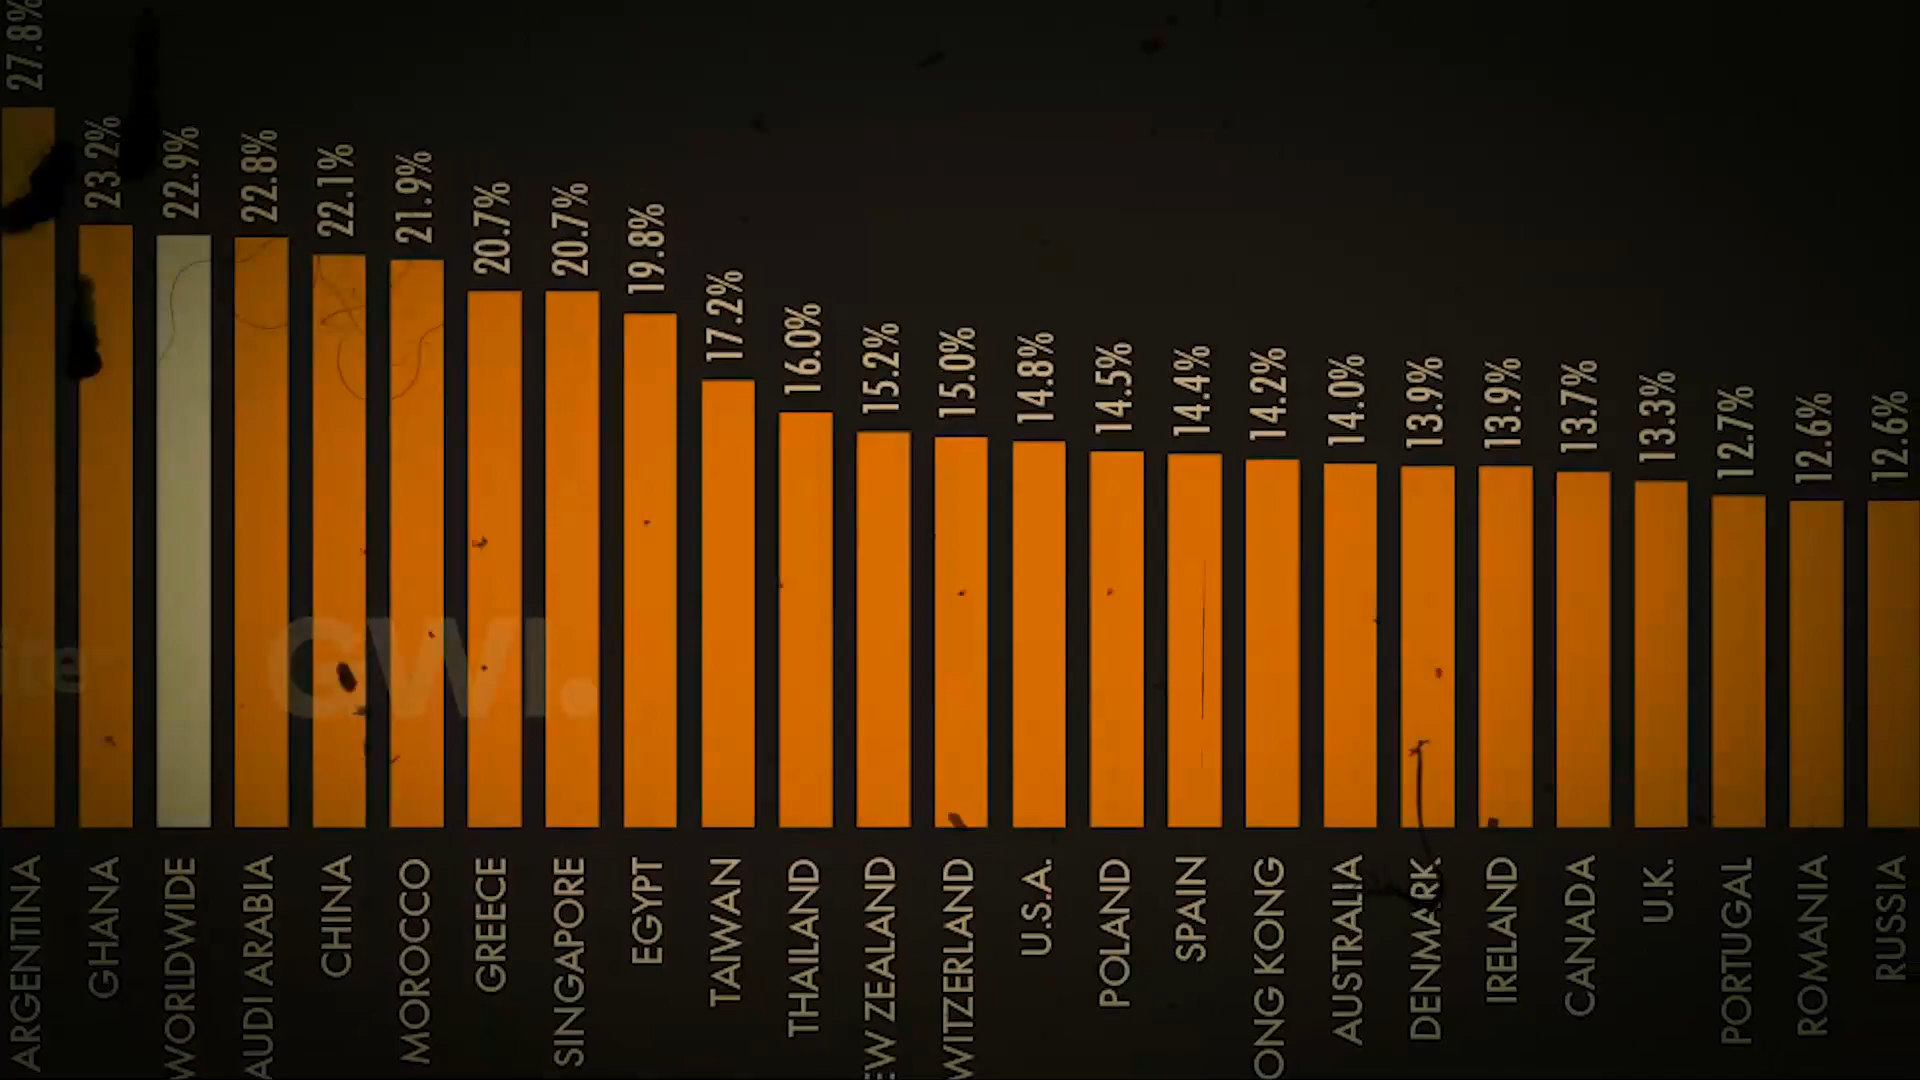 27.8%
23.2%
22.9%
22.8%
22.1%
21.9%
20.7%
20.7%
19.8%
17.2%
16.0%
15.2%
15.0%
14.8%
14.5%
14.4%
14.2%
14.0%
13.9%
13.9%
13.7%
13.3%
12.7%
12.6%
12.6%
ite
GWI.
ARGENTINA
GHANA
WORLDWIDE
AUDI ARABIA
CHINA
MOROCCO
GREECE
SINGAPORE
EGYPT
TAIWAN
THAILAND
EW ZEALAND
WITZERLAND
U.S.A.
POLAND
SPAIN
ONG KONG
AUSTRALIA
DENMARK
IRELAND
CANADA
U.K.
PORTUGAL
ROMANIA
RUSSIA